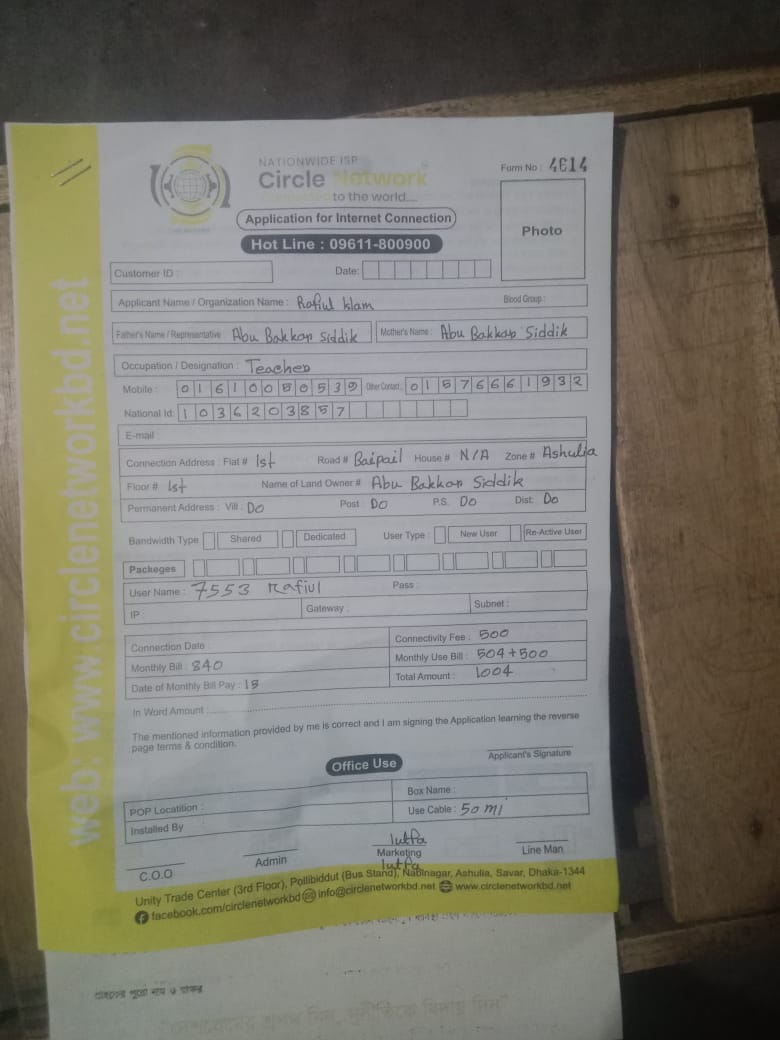 web: www.circlenetworkbd.net
NATIONWIDE ISP
Circle Network
Connected to the world....
Form No : 4614
Application for Internet Connection
Hot Line : 09611-800900
Photo
Customer ID :
Date:
Applicant Name / Organization Name : Rafiul Islam Blood Group :
Father's Name / Representative : Abu Bakkar Siddik Mother's Name : Abu Bakkar Siddik
Occupation / Designation : Teacher
Mobile : 01610080539 Other Contact : 01576661932
National Id: 1036203857
E-mail :
Connection Address : Flat # 1st Road # Baipail House # N/A Zone # Ashulia
Floor # 1st Name of Land Owner # Abu Bakkar Siddik
Permanent Address : Vill : Do Post Do P.S. Do Dist: Do
Bandwidth Type Shared Dedicated User Type : New User Re-Active User
Packeges
User Name : 7553 Rafiul Pass :
IP : Gateway : Subnet :
Connection Date : Connectivity Fee : 500
Monthly Bill : 840 Monthly Use Bill : 504+500
Date of Monthly Bill Pay : 15 Total Amount : 1004
In Word Amount :
The mentioned information provided by me is correct and I am signing the Application learning the reverse
page terms & condition.
Applicant's Signature
Office Use
POP Locatition : Box Name :
Installed By Use Cable : 50 mi
C.O.O Admin Marketing Line Man
Unity Trade Center (3rd Floor), Pollibiddut (Bus Stand), Nabinagar, Ashulia, Savar, Dhaka-1344
facebook.com/circlenetworkbd info@circlenetworkbd.net www.circlenetworkbd.net